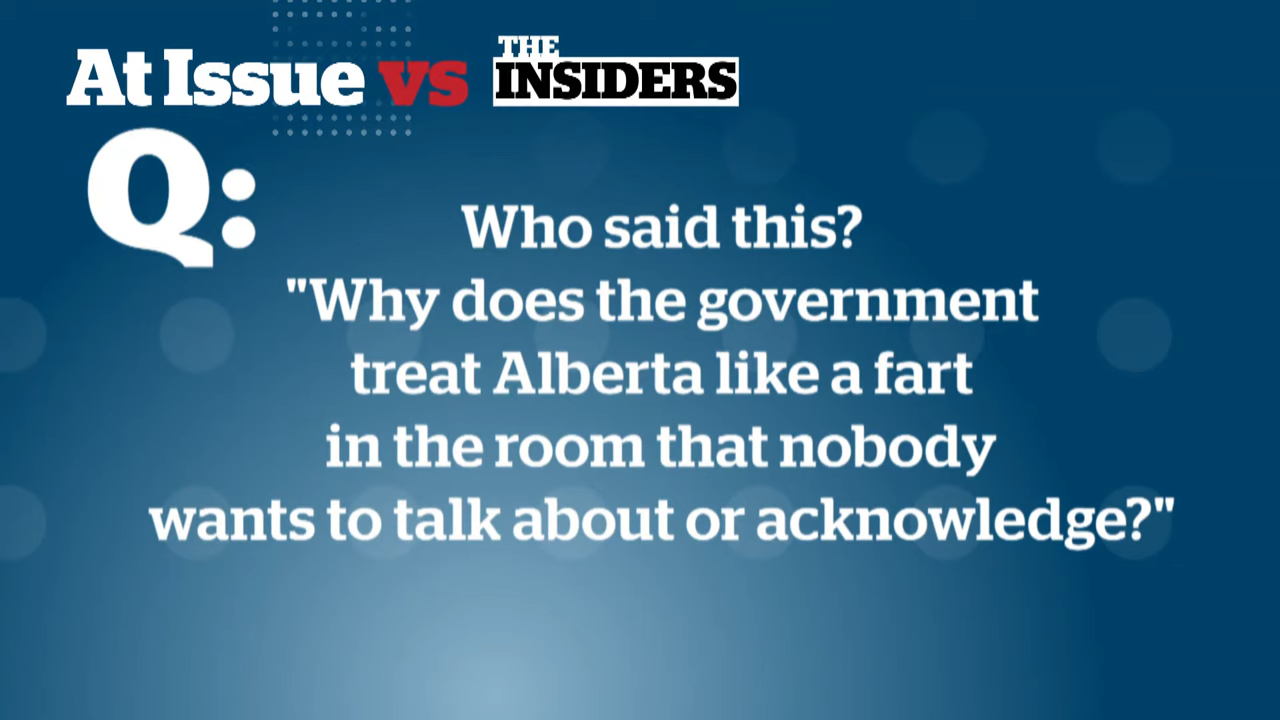 At Issue vs THE INSIDERS
Q:
Who said this?
"Why does the government
treat Alberta like a fart
in the room that nobody
wants to talk about or acknowledge?"